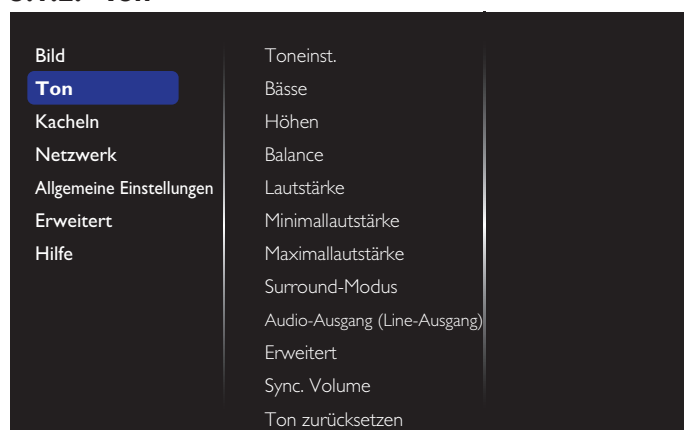 Bild
Ton
Kacheln
Netzwerk
Allgemeine Einstellungen
Erweitert
Hilfe
Toneinst.
Bässe
Höhen
Balance
Lautstärke
Minimallautstärke
Maximallautstärke
Surround-Modus
Audio-Ausgang (Line-Ausgang)
Erweitert
Sync. Volume
Ton zurücksetzen